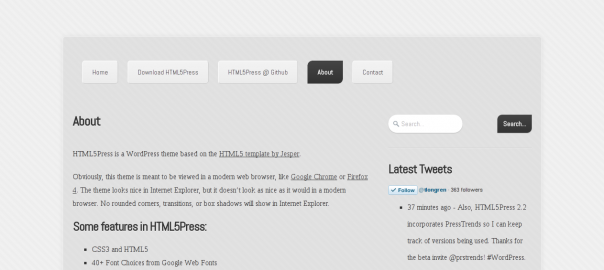 Home
Download HTML5Press
HTML5Press @ Github
About
Contact
About
HTML5Press is a WordPress theme based on the HTML5 template by Jesper.
Obviously, this theme is meant to be viewed in a modern web browser, like Google Chrome or Firefox
4. The theme looks nice in Internet Explorer, but it doesn't look as nice as it would in a modern
browser. No rounded corners, transitions, or box shadows will show in Internet Explorer.
Some features in HTML5Press:
CSS3 and HTML5
40+ Font Choices from Google Web Fonts
Search...
Search...
Latest Tweets
Follow @dangren 363 followers
37 minutes ago - Also, HTML5Press 2.2
incorporates PressTrends so I can keep
track of versions being used. Thanks for
the beta invite @prstrends! #WordPress.